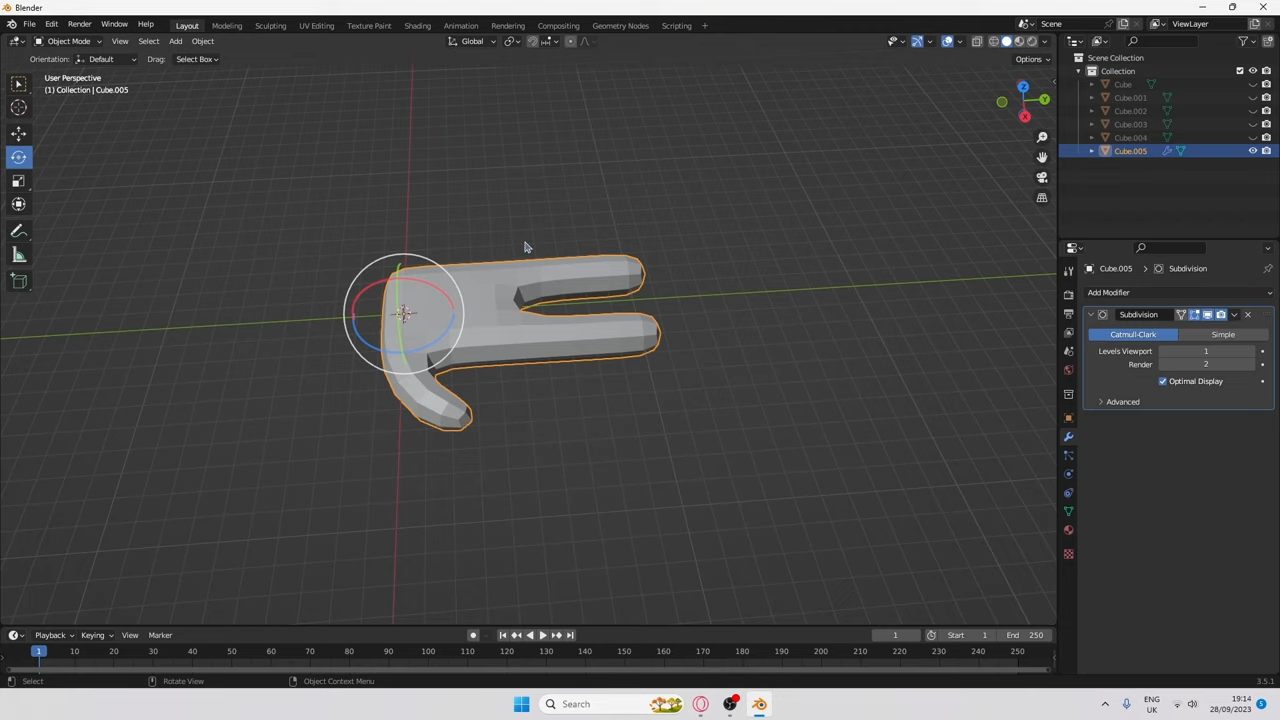 Blender
File Edit Render Window Help Layout Modeling Sculpting UV Editing Texture Paint Shading Animation Rendering Compositing Geometry Nodes Scripting + Scene ViewLayer
Object Mode View Select Add Object Global
Orientation: Default Drag: Select Box Options
User Perspective
(1) Collection | Cube.005
Z
Y
X
Scene Collection
Collection
Cube
Cube.001
Cube.002
Cube.003
Cube.004
Cube.005
Cube.005 Subdivision
Add Modifier
Subdivision
Catmull-Clark Simple
Levels Viewport 1
Render 2
Optimal Display
Advanced
Playback Keying View Marker 1 Start 1 End 250
1 10 20 30 40 50 60 70 80 90 100 110 120 130 140 150 160 170 180 190 200 210 220 230 240 250
Select Rotate View Object Context Menu 3.5.1
Search
ENG
UK
19:14
28/09/2023